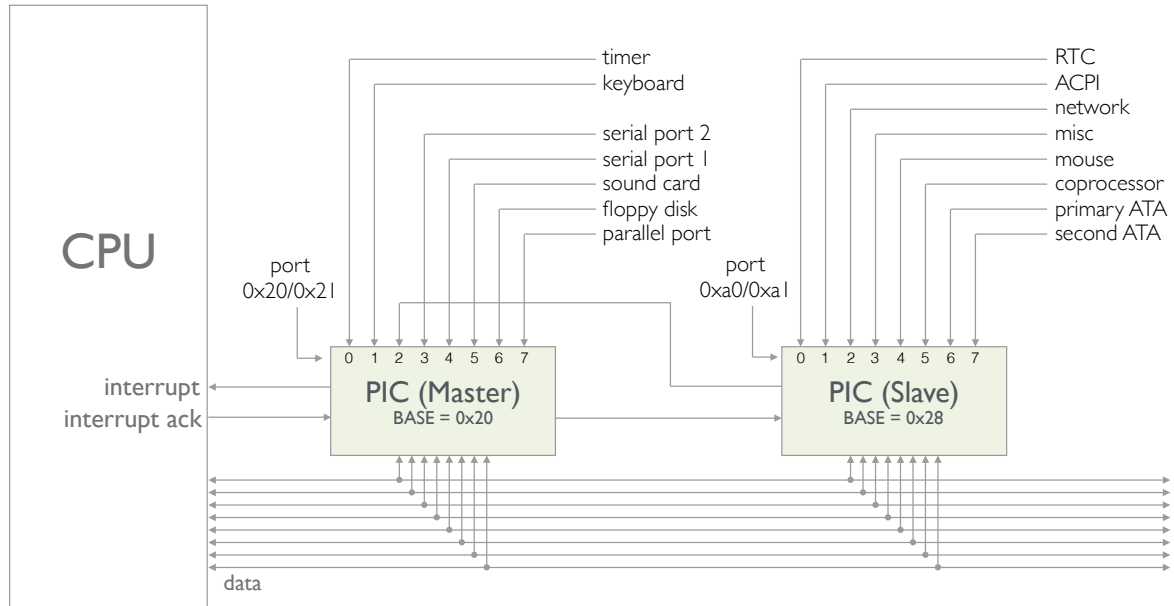 timer
keyboard
serial port 2
serial port 1
sound card
floppy disk
parallel port
RTC
ACPI
network
misc
mouse
coprocessor
primary ATA
second ATA
CPU
port
0x20/0x21
port
0xa0/0xa1
0 1 2 3 4 5 6 7
PIC (Master)
BASE = 0x20
0 1 2 3 4 5 6 7
PIC (Slave)
BASE = 0x28
interrupt
interrupt ack
data